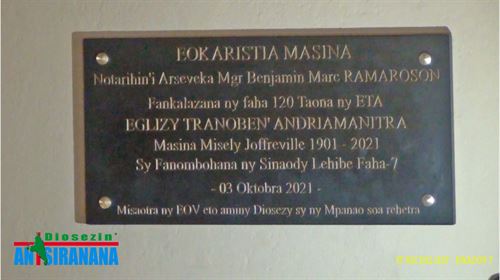 EOKARISTIA MASINA
Notarihin'i Arseveka Mgr Benjamin Marc RAMAROSON
Fankalazana ny faha 120 Taona ny ETA
EGLIZY TRANOBEN' ANDRIAMANITRA
Masina Misely Joffreville 1901 - 2021
Sy Fanombohana ny Sinaody Lehibe Faha-7
- 03 Oktobra 2021 -
Misaotra ny EOV eto aminy Diosezy sy ny Mpanao soa rehetra
Diosezin'
ANTSIRANANA